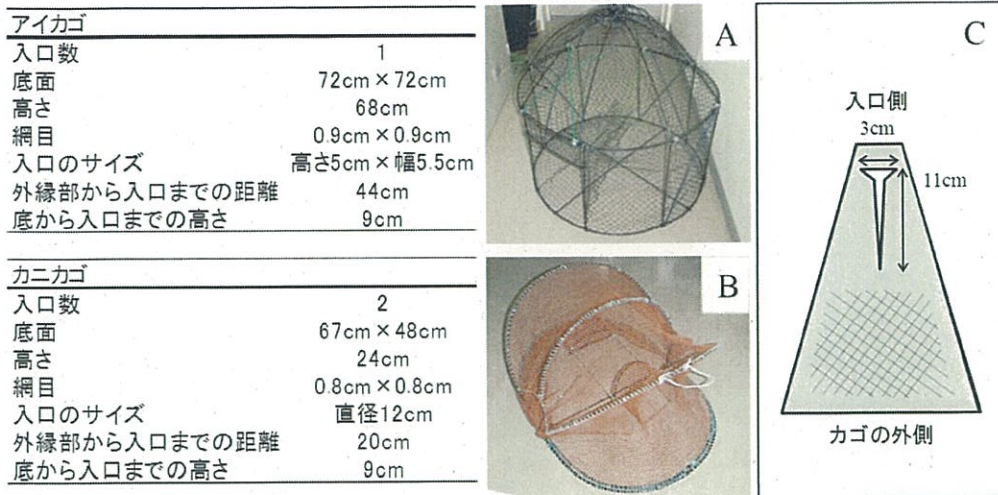 アイカゴ
入口数 1
底面 72cm×72cm
高さ 68cm
網目 0.9cm×0.9cm
入口のサイズ 高さ5cm×幅5.5cm
外縁部から入口までの距離 44cm
底から入口までの高さ 9cm
カニカゴ
入口数 2
底面 67cm×48cm
高さ 24cm
網目 0.8cm×0.8cm
入口のサイズ 直径12cm
外縁部から入口までの距離 20cm
底から入口までの高さ 9cm
A
B
C
入口側
3cm
11cm
カゴの外側